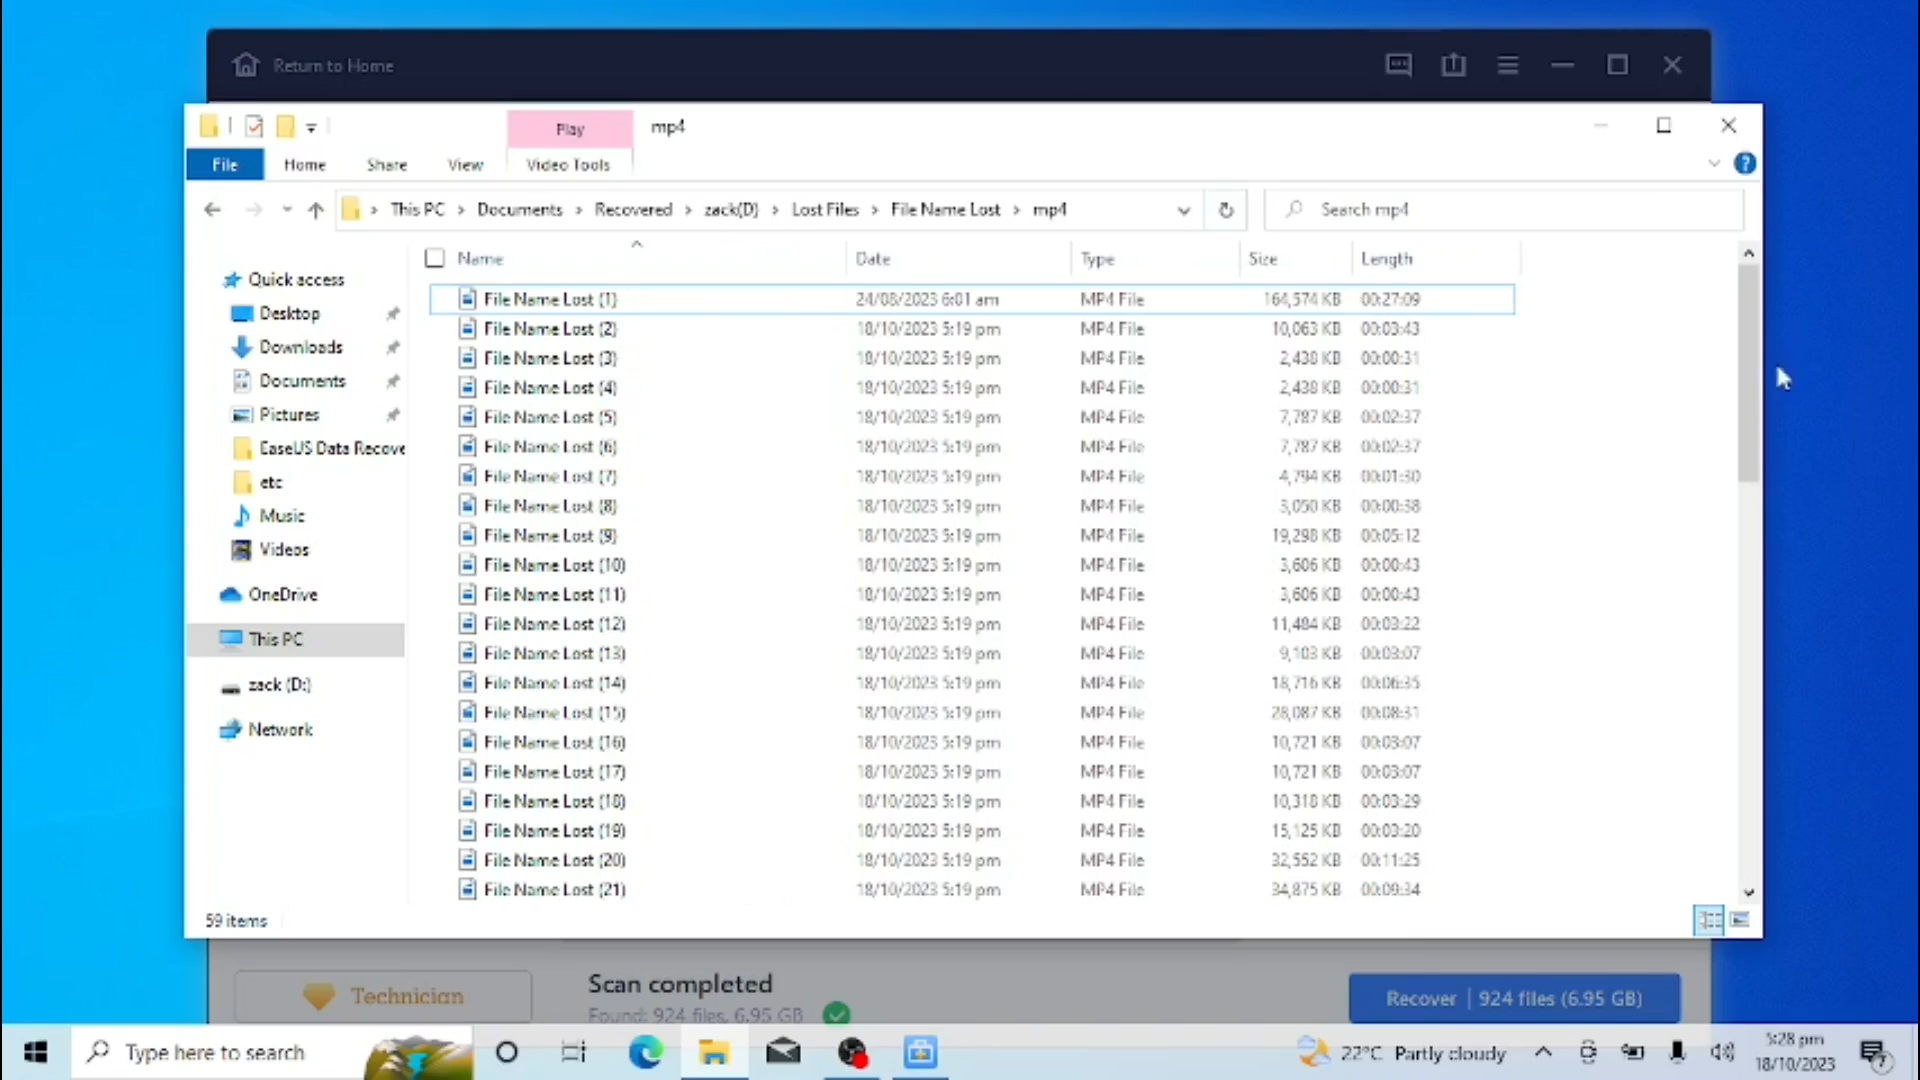 Return to Home
Play mp4
File Home Share View Video Tools
This PC > Documents > Recovered > zack(D) > Lost Files > File Name Lost > mp4
Search mp4
Name Date Type Size Length
Quick access
Desktop
Downloads
Documents
Pictures
EaseUS Data Recove
etc
Music
Videos
OneDrive
This PC
zack (D:)
Network
File Name Lost (1) 24/08/2023 6:01 am MP4 File 164,574 KB 00:27:09
File Name Lost (2) 18/10/2023 5:19 pm MP4 File 10,063 KB 00:03:43
File Name Lost (3) 18/10/2023 5:19 pm MP4 File 2,438 KB 00:00:31
File Name Lost (4) 18/10/2023 5:19 pm MP4 File 2,438 KB 00:00:31
File Name Lost (5) 18/10/2023 5:19 pm MP4 File 7,787 KB 00:02:37
File Name Lost (6) 18/10/2023 5:19 pm MP4 File 7,787 KB 00:02:37
File Name Lost (7) 18/10/2023 5:19 pm MP4 File 4,794 KB 00:01:30
File Name Lost (8) 18/10/2023 5:19 pm MP4 File 3,050 KB 00:00:38
File Name Lost (9) 18/10/2023 5:19 pm MP4 File 19,298 KB 00:05:12
File Name Lost (10) 18/10/2023 5:19 pm MP4 File 3,606 KB 00:00:43
File Name Lost (11) 18/10/2023 5:19 pm MP4 File 3,606 KB 00:00:43
File Name Lost (12) 18/10/2023 5:19 pm MP4 File 11,484 KB 00:03:22
File Name Lost (13) 18/10/2023 5:19 pm MP4 File 9,103 KB 00:03:07
File Name Lost (14) 18/10/2023 5:19 pm MP4 File 18,716 KB 00:06:35
File Name Lost (15) 18/10/2023 5:19 pm MP4 File 28,087 KB 00:08:31
File Name Lost (16) 18/10/2023 5:19 pm MP4 File 10,721 KB 00:03:07
File Name Lost (17) 18/10/2023 5:19 pm MP4 File 10,721 KB 00:03:07
File Name Lost (18) 18/10/2023 5:19 pm MP4 File 10,318 KB 00:03:29
File Name Lost (19) 18/10/2023 5:19 pm MP4 File 15,125 KB 00:03:20
File Name Lost (20) 18/10/2023 5:19 pm MP4 File 32,552 KB 00:11:25
File Name Lost (21) 18/10/2023 5:19 pm MP4 File 34,875 KB 00:09:34
59 items
Technician
Scan completed
Found: 924 files, 6.95 GB
Recover | 924 files (6.95 GB)
Type here to search
22°C Partly cloudy
5:28 pm
18/10/2023
7